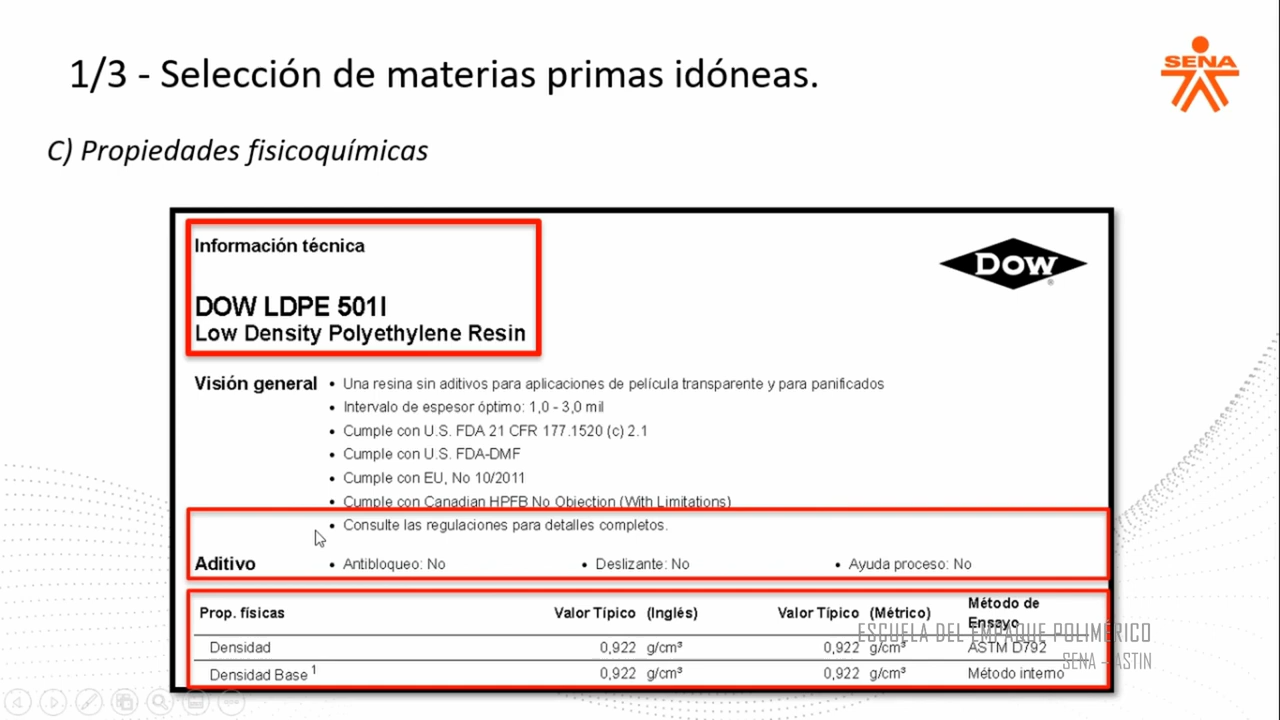 1/3 - Selección de materias primas idóneas.
SENA
C) Propiedades fisicoquímicas
Información técnica
DOW
DOW LDPE 501I
Low Density Polyethylene Resin
Visión general • Una resina sin aditivos para aplicaciones de película transparente y para panificados
• Intervalo de espesor óptimo: 1,0 - 3,0 mil
• Cumple con U.S. FDA 21 CFR 177.1520 (c) 2.1
• Cumple con U.S. FDA-DMF
• Cumple con EU, No 10/2011
• Cumple con Canadian HPFB No Objection (With Limitations)
• Consulte las regulaciones para detalles completos.
Aditivo • Antibloqueo: No • Deslizante: No • Ayuda proceso: No
Prop. físicas Valor Típico (Inglés) Valor Típico (Métrico) Método de Ensayo
Densidad 0,922 g/cm³ 0,922 g/cm³ ASTM D792
Densidad Base ¹ 0,922 g/cm³ 0,922 g/cm³ Método interno
ESCUELA DEL EMPAQUE POLIMÉRICO
SENA - ASTIN